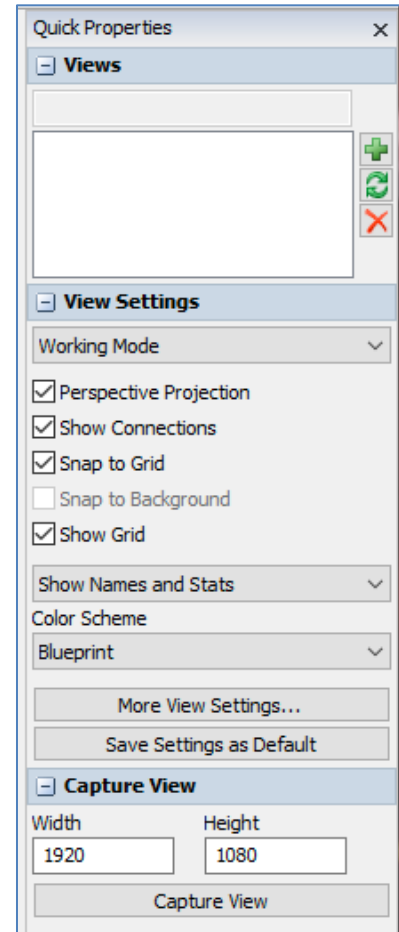 Quick Properties
Views
View Settings
Working Mode
Perspective Projection
Show Connections
Snap to Grid
Snap to Background
Show Grid
Show Names and Stats
Color Scheme
Blueprint
More View Settings...
Save Settings as Default
Capture View
Width Height
1920 1080
Capture View